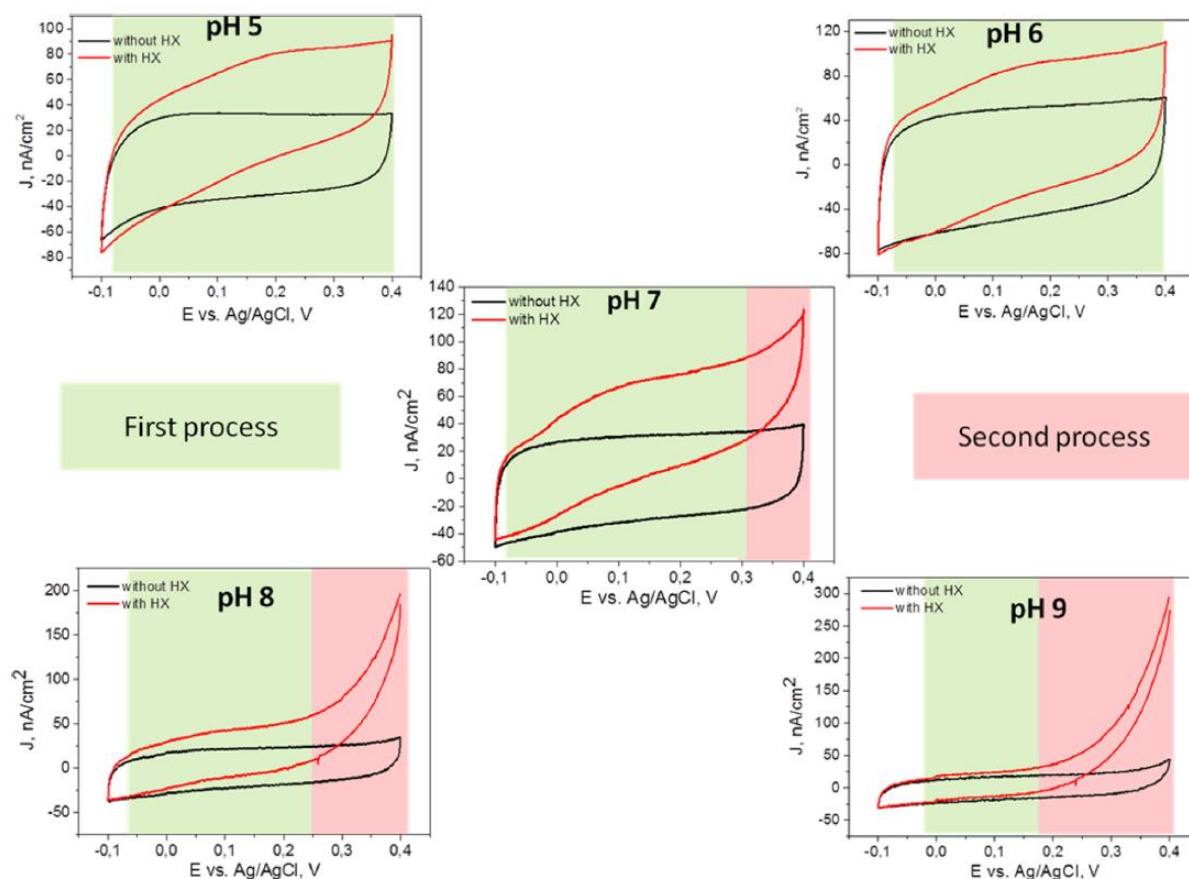 pH 5
without HX
with HX
100
80
60
40
20
0
-20
-40
-60
-80
J, nA/cm²
-0,1 0,0 0,1 0,2 0,3 0,4
E vs. Ag/AgCl, V
pH 6
without HX
with HX
120
80
40
0
-40
-80
J, nA/cm²
-0,1 0,0 0,1 0,2 0,3 0,4
E vs. Ag/AgCl, V
pH 7
without HX
with HX
140
120
100
80
60
40
20
0
-20
-40
-60
J, nA/cm²
-0,1 0,0 0,1 0,2 0,3 0,4
E vs. Ag/AgCl, V
First process
Second process
pH 8
without HX
with HX
200
150
100
50
0
-50
J, nA/cm²
-0,1 0,0 0,1 0,2 0,3 0,4
E vs. Ag/AgCl, V
pH 9
without HX
with HX
300
250
200
150
100
50
0
-50
J, nA/cm²
-0,1 0,0 0,1 0,2 0,3 0,4
E vs. Ag/AgCl, V